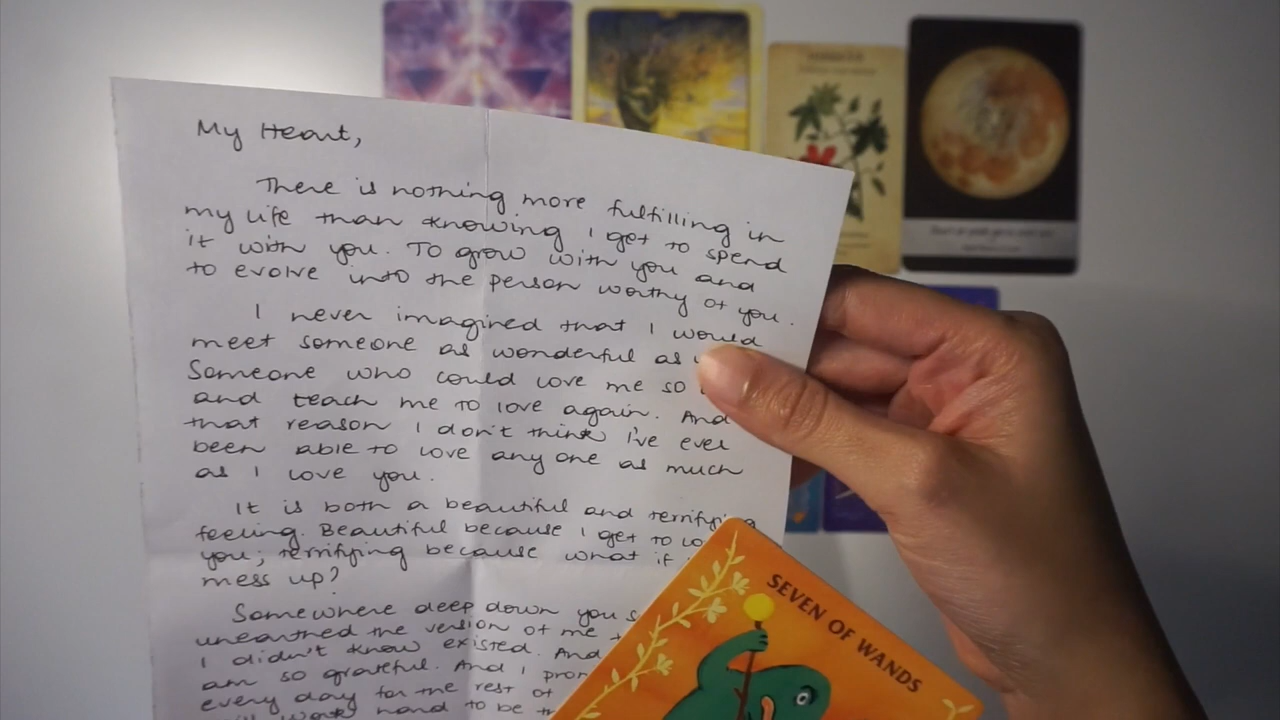 My Heart,
There is nothing more fulfilling in
my life than knowing I get to spend
it with you. To grow with you and
to evolve into the person worthy of you.
I never imagined that I would
meet someone as wonderful as
Someone who could love me so
and teach me to love again. And
that reason I don't think I've ever
been able to love anyone as much
as I love you.
It is both a beautiful and terrifying
feeling. Beautiful because I get to
you; terrifying because what if
mess up?
Somewhere deep down you
unearthed the version of me
I didn't know existed. And
am so grateful. And I
every day for the rest of
hard to be
SEVEN OF WANDS